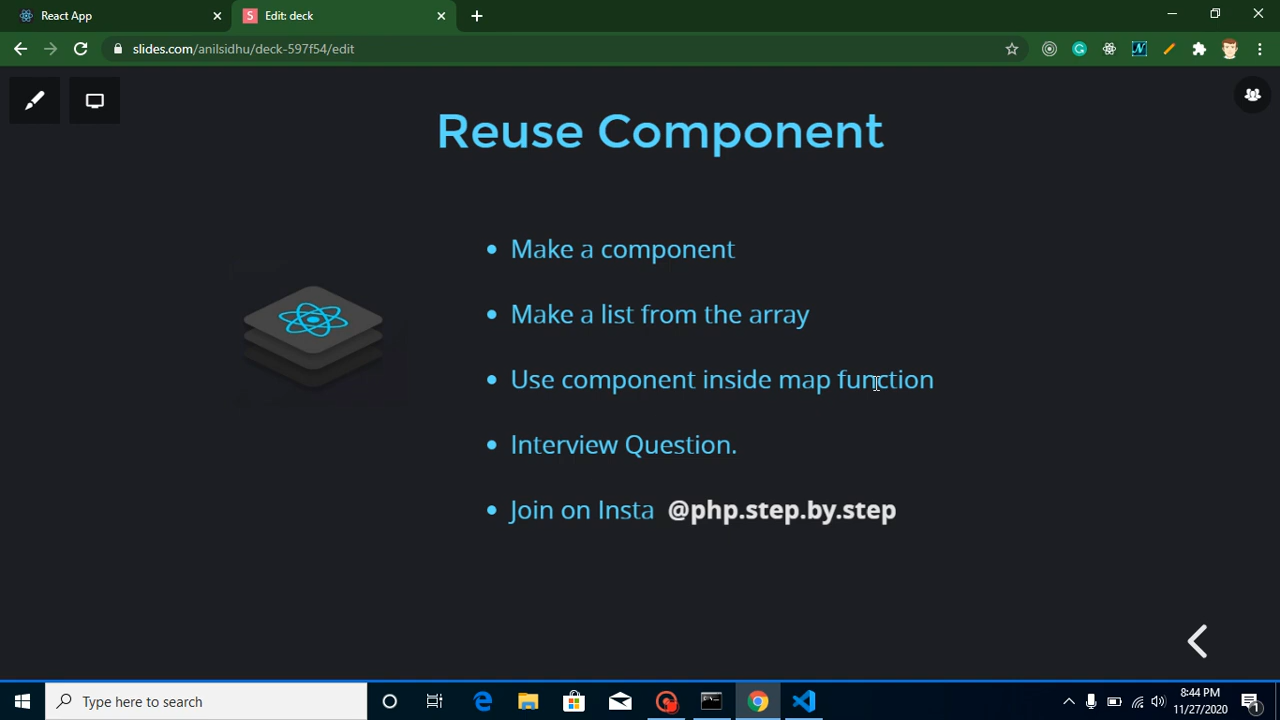 React App
Edit: deck
slides.com/anilsidhu/deck-597f54/edit
Reuse Component
Make a component
Make a list from the array
Use component inside map function
Interview Question.
Join on Insta @php.step.by.step
Type here to search
8:44 PM
11/27/2020